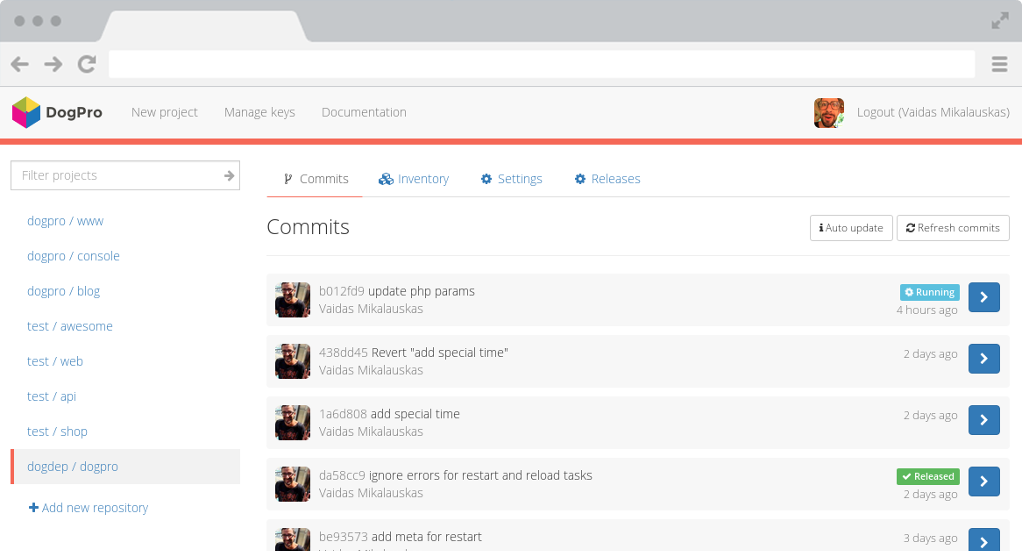 DogPro
New project
Manage keys
Documentation
Logout (Vaidas Mikalauskas)
Filter projects
dogpro / www
dogpro / console
dogpro / blog
test / awesome
test / web
test / api
test / shop
dogdep / dogpro
Add new repository
Commits
Inventory
Settings
Releases
Commits
Auto update
Refresh commits
b012fd9 update php params
Vaidas Mikalauskas
Running
4 hours ago
438dd45 Revert "add special time"
Vaidas Mikalauskas
2 days ago
1a6d808 add special time
Vaidas Mikalauskas
2 days ago
da58cc9 ignore errors for restart and reload tasks
Vaidas Mikalauskas
Released
2 days ago
be93573 add meta for restart
3 days ago